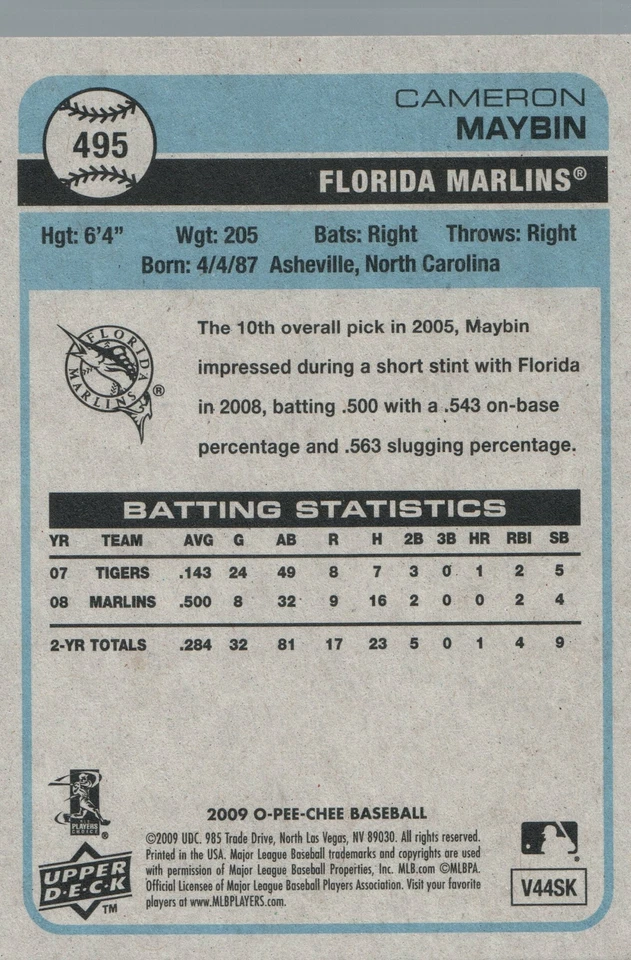 CAMERON
MAYBIN
495
FLORIDA MARLINS®
Hgt: 6'4" Wgt: 205 Bats: Right Throws: Right
Born: 4/4/87 Asheville, North Carolina
FLORIDA
MARLINS
®
The 10th overall pick in 2005, Maybin
impressed during a short stint with Florida
in 2008, batting .500 with a .543 on-base
percentage and .563 slugging percentage.
BATTING STATISTICS
YR TEAM AVG G AB R H 2B 3B HR RBI SB
07 TIGERS .143 24 49 8 7 3 0 1 2 5
08 MARLINS .500 8 32 9 16 2 0 0 2 4
2-YR TOTALS .284 32 81 17 23 5 0 1 4 9
PLAYERS
CHOICE
®
2009 O-PEE-CHEE BASEBALL
©2009 UDC. 985 Trade Drive, North Las Vegas, NV 89030. All rights reserved.
Printed in the USA. Major League Baseball trademarks and copyrights are used
with permission of Major League Baseball Properties, Inc. MLB.com ©MLBPA.
Official Licensee of Major League Baseball Players Association. Visit your favorite
players at www.MLBPLAYERS.com.
UPPER
D·E·C·K
TM
®
V44SK